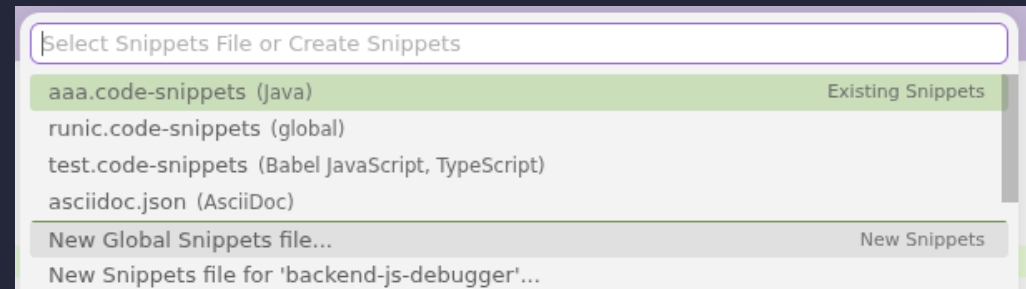 Select Snippets File or Create Snippets
aaa.code-snippets (Java) Existing Snippets
runic.code-snippets (global)
test.code-snippets (Babel JavaScript, TypeScript)
asciidoc.json (AsciiDoc)
New Global Snippets file... New Snippets
New Snippets file for 'backend-js-debugger'...